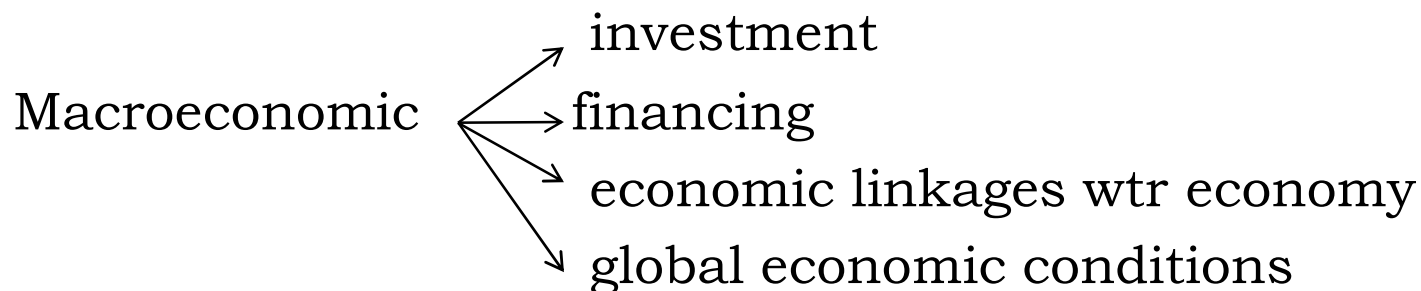 investment
Macroeconomic financing
economic linkages wtr economy
global economic conditions